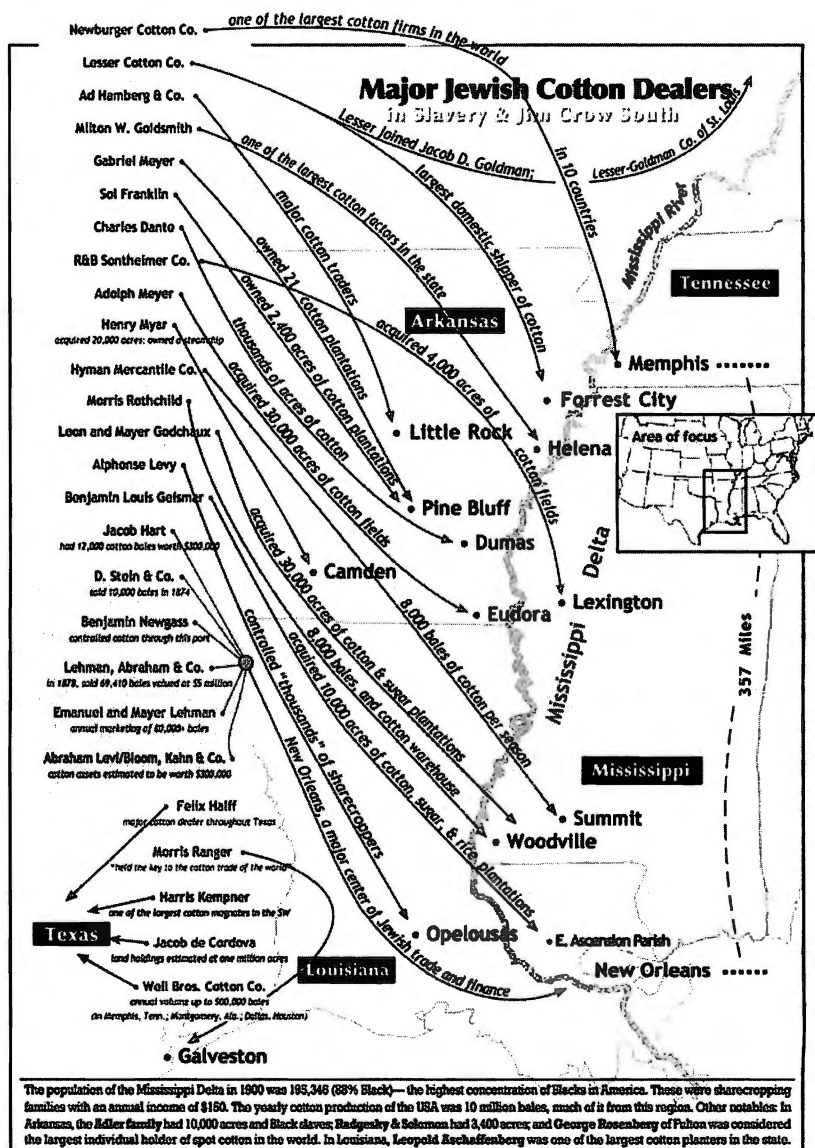 Newburger Cotton Co.
one of the largest cotton firms in the world
in 10 countries
Lesser Cotton Co.
largest domestic shipper of cotton
Major Jewish Cotton Dealers
in Slavery & Jim Crow South
Lesser joined Jacob D. Goldman;
Lesser-Goldman Co. of St. Louis
Ad Hamberg & Co.
major cotton traders
Milton W. Goldsmith
one of the largest cotton factors in the state
Gabriel Meyer
owned 21 cotton plantations
Sol Franklin
owned 2,400 acres of cotton plantations
Charles Danto
thousands of acres of cotton
R&B Sontheimer Co.
acquired 4,000 acres of cotton fields
Adolph Meyer
acquired 30,000 acres of cotton fields
Henry Myar
acquired 20,000 acres; owned a steamship
Hyman Mercantile Co.
8,000 bales of cotton per season
Morris Rothchild
8,000 bales, and cotton warehouse
Leon and Mayer Godchaux
acquired 30,000 acres of cotton & sugar plantations
Alphonse Levy
controlled "thousands" of sharecroppers
Benjamin Louis Geismar
acquired 10,000 acres of cotton, sugar, & rice plantations
Jacob Hart
had 12,000 cotton bales worth $300,000
D. Stein & Co.
sold 10,000 bales in 1874
Benjamin Newgass
controlled cotton through this port
Lehman, Abraham & Co.
in 1878, sold 69,410 bales valued at $5 million
Emanuel and Mayer Lehman
annual marketing of 60,000+ bales
Abraham Levi/Bloom, Kahn & Co.
cotton assets estimated to be worth $300,000
New Orleans, a major center of Jewish trade and finance
Felix Halff
major cotton dealer throughout Texas
Morris Ranger
"held the key to the cotton trade of the world"
Harris Kempner
one of the largest cotton magnates in the SW
Jacob de Cordova
land holdings estimated at one million acres
Weil Bros. Cotton Co.
annual volume up to 500,000 bales
(in Memphis, Tenn.; Montgomery, Ala.; Dallas, Houston)
Texas
Louisiana
Galveston
Mississippi River
Tennessee
Arkansas
Memphis
Forrest City
Little Rock
Helena
Area of focus
Pine Bluff
Dumas
Camden
Eudora
Lexington
Mississippi Delta
357 Miles
Mississippi
Summit
Woodville
Opelousas
E. Ascension Parish
New Orleans
The population of the Mississippi Delta in 1900 was 195,346 (88% Black)— the highest concentration of Blacks in America. These were sharecropping
families with an annual income of $150. The yearly cotton production of the USA was 10 million bales, much of it from this region. Other notables: In
Arkansas, the Adler family had 10,000 acres and Black slaves; Radgesky & Solomon had 3,400 acres; and George Rosenberg of Fulton was considered
the largest individual holder of spot cotton in the world. In Louisiana, Leopold Aschaffenberg was one of the largest cotton planters in the state.